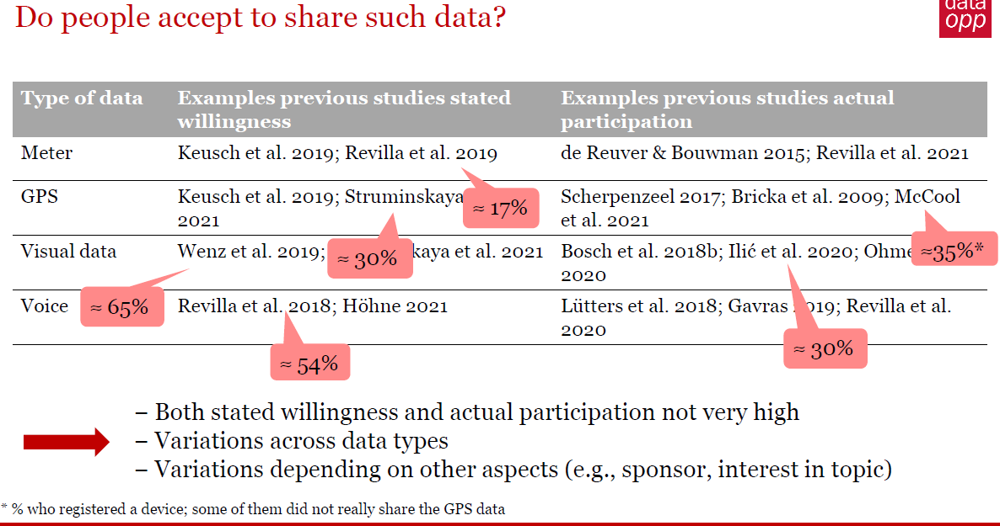 Do people accept to share such data?
data
opp
Type of data Examples previous studies stated willingness Examples previous studies actual participation
Meter Keusch et al. 2019; Revilla et al. 2019 de Reuver & Bouwman 2015; Revilla et al. 2021
≈ 17%
GPS Keusch et al. 2019; Struminskaya 2021 Scherpenzeel 2017; Bricka et al. 2009; McCool et al. 2021
≈ 30%
≈35%*
Visual data Wenz et al. 2019; kaya et al. 2021 Bosch et al. 2018b; Ilić et al. 2020; Ohme 2020
≈ 65%
≈ 30%
Voice Revilla et al. 2018; Höhne 2021 Lütters et al. 2018; Gavras 2019; Revilla et al. 2020
≈ 54%
– Both stated willingness and actual participation not very high
– Variations across data types
– Variations depending on other aspects (e.g., sponsor, interest in topic)
* % who registered a device; some of them did not really share the GPS data